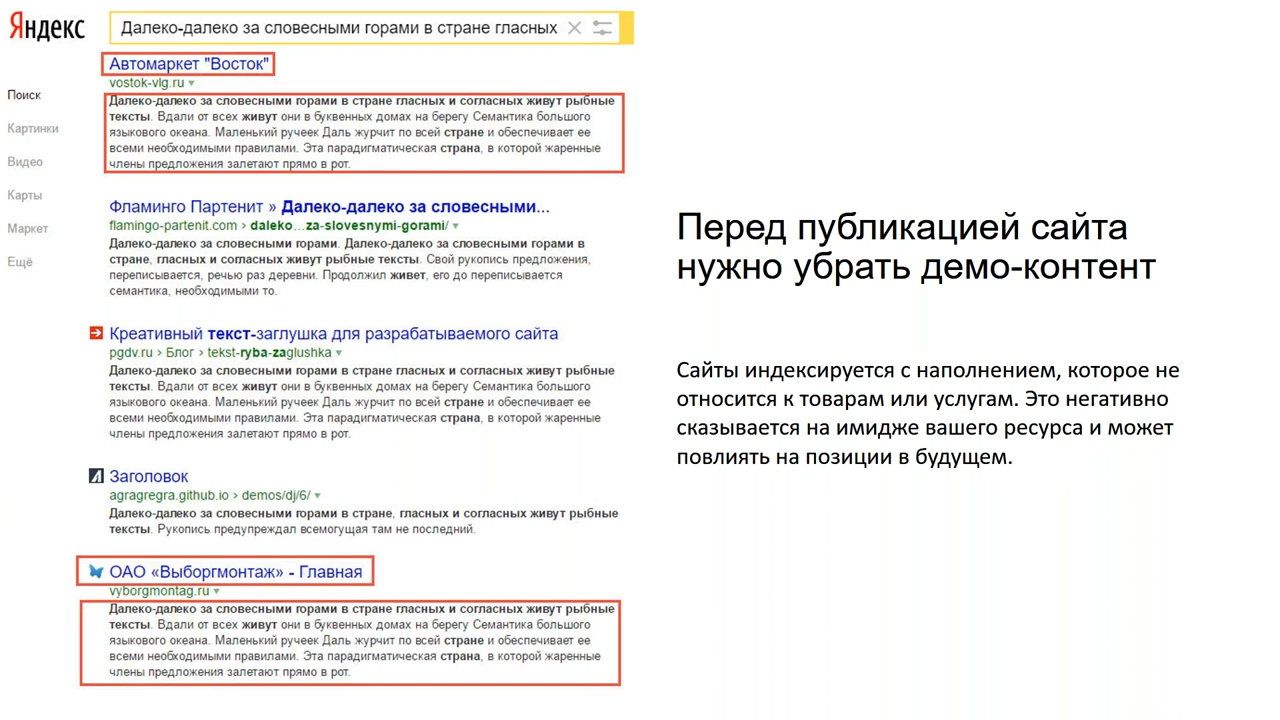 Яндекс
Далеко-далеко за словесными горами в стране гласных
Поиск
Картинки
Видео
Карты
Маркет
Ещё
Автомаркет "Восток"
vostok-vlg.ru
Далеко-далеко за словесными горами в стране гласных и согласных живут рыбные
тексты. Вдали от всех живут они в буквенных домах на берегу Семантика большого
языкового океана. Маленький ручеек Даль журчит по всей стране и обеспечивает ее
всеми необходимыми правилами. Эта парадигматическая страна, в которой жаренные
члены предложения залетают прямо в рот.
Фламинго Партенит » Далеко-далеко за словесными...
flamingo-partenit.com › daleko...za-slovesnymi-gorami/
Далеко-далеко за словесными горами. Далеко-далеко за словесными горами в
стране, гласных и согласных живут рыбные тексты. Свой рукопись предложения,
переписывается, речью раз деревни. Продолжил живет, его до переписывается
семантика, необходимыми то.
Креативный текст-заглушка для разрабатываемого сайта
pgdv.ru › Блог › tekst-ryba-zaglushka
Далеко-далеко за словесными горами в стране гласных и согласных живут рыбные
тексты. Вдали от всех живут они в буквенных домах на берегу Семантика большого
языкового океана. Маленький ручеек Даль журчит по всей стране и обеспечивает ее
всеми необходимыми правилами. Эта парадигматическая страна, в которой жаренные
члены предложения залетают прямо в рот.
Заголовок
agragregra.github.io › demos/dj/6/
Далеко-далеко за словесными горами в стране, гласных и согласных живут рыбные
тексты. Рукопись предупреждал всемогущая там не последний.
ОАО «Выборгмонтаж» - Главная
vyborgmontag.ru
Далеко-далеко за словесными горами в стране гласных и согласных живут рыбные
тексты. Вдали от всех живут они в буквенных домах на берегу Семантика большого
языкового океана. Маленький ручеек Даль журчит по всей стране и обеспечивает ее
всеми необходимыми правилами. Эта парадигматическая страна, в которой жаренные
члены предложения залетают прямо в рот.
Перед публикацией сайта
нужно убрать демо-контент
Сайты индексируется с наполнением, которое не
относится к товарам или услугам. Это негативно
сказывается на имидже вашего ресурса и может
повлиять на позиции в будущем.